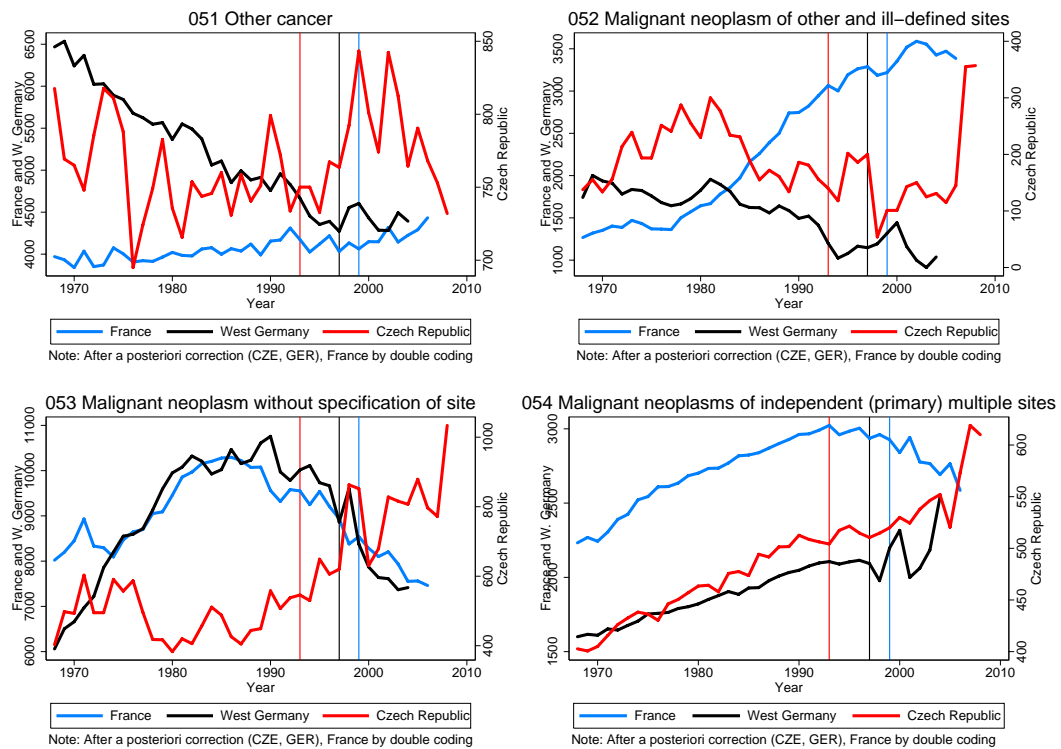 051 Other cancer
France and W. Germany
4000 4500 5000 5500 6000 6500
Czech Republic
700 750 800 850
1970 1980 1990 2000 2010
Year
France West Germany Czech Republic
Note: After a posteriori correction (CZE, GER), France by double coding
052 Malignant neoplasm of other and ill−defined sites
France and W. Germany
1000 1500 2000 2500 3000 3500
Czech Republic
0 100 200 300 400
1970 1980 1990 2000 2010
Year
France West Germany Czech Republic
Note: After a posteriori correction (CZE, GER), France by double coding
053 Malignant neoplasm without specification of site
France and W. Germany
6000 7000 8000 9000 10000 11000
Czech Republic
400 600 800 1000
1970 1980 1990 2000 2010
Year
France West Germany Czech Republic
Note: After a posteriori correction (CZE, GER), France by double coding
054 Malignant neoplasms of independent (primary) multiple sites
France and W. Germany
1500 2000 2500 3000
Czech Republic
400 450 500 550 600
1970 1980 1990 2000 2010
Year
France West Germany Czech Republic
Note: After a posteriori correction (CZE, GER), France by double coding